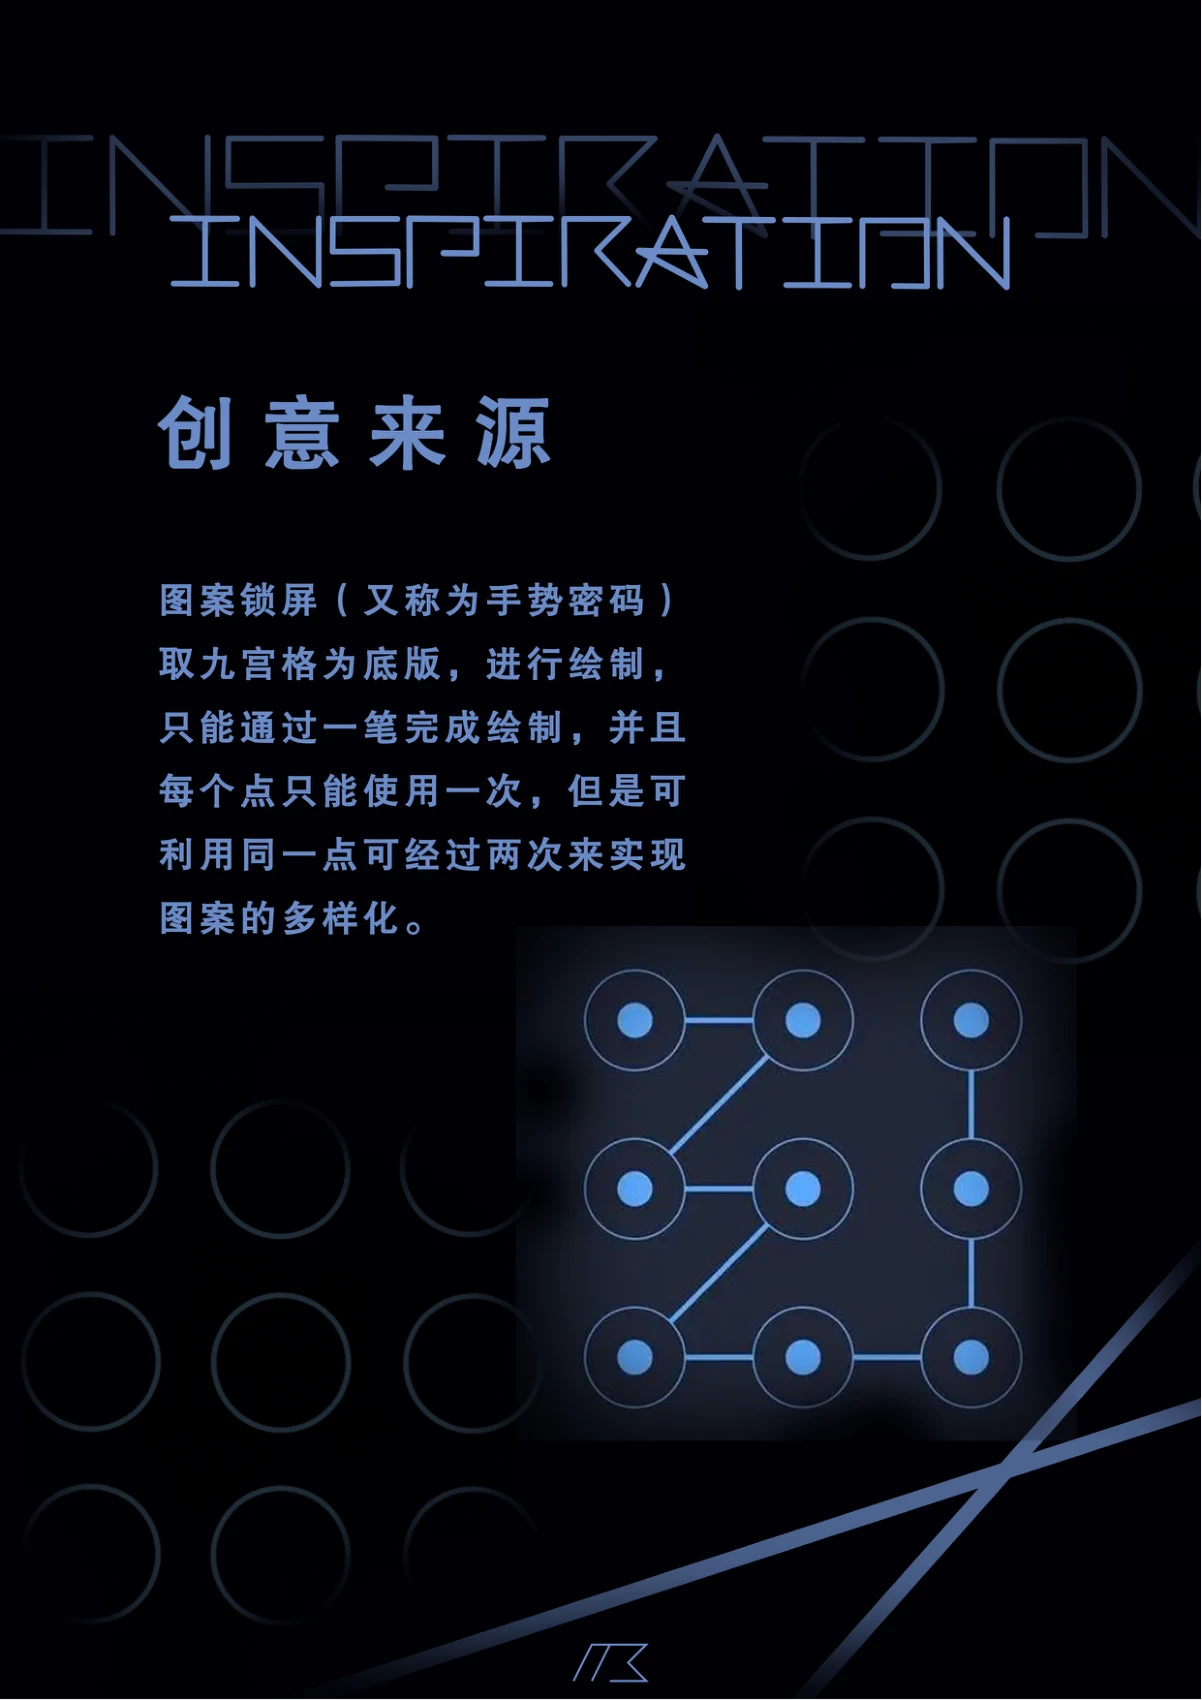 INSPIRATION
INSPIRATION
创意来源
图案锁屏（又称为手势密码）
取九宫格为底版，进行绘制，
只能通过一笔完成绘制，并且
每个点只能使用一次，但是可
利用同一点可经过两次来实现
图案的多样化。